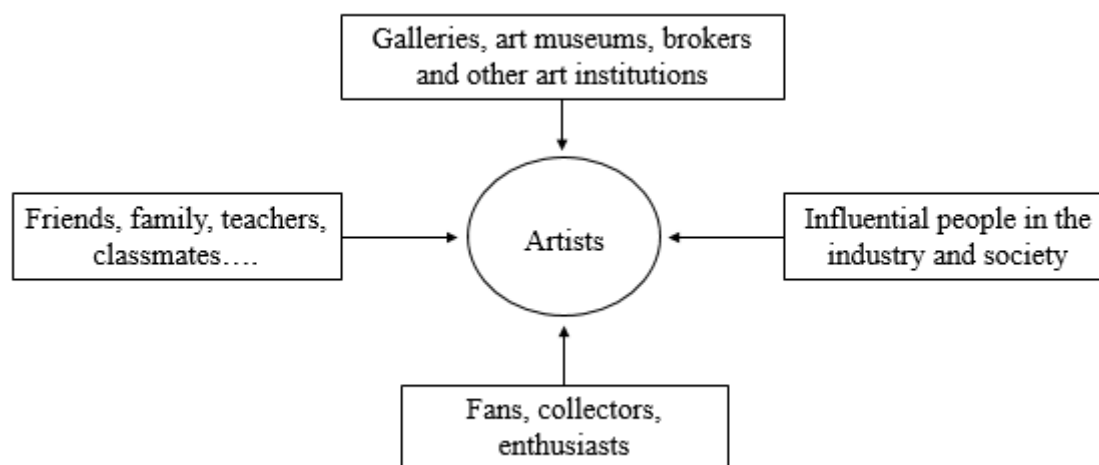 Galleries, art museums, brokers
and other art institutions
Friends, family, teachers,
classmates….
Artists
Influential people in the
industry and society
Fans, collectors,
enthusiasts